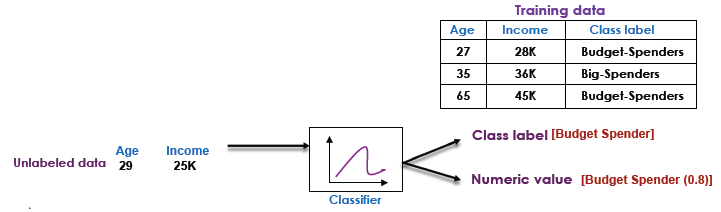 Training data
Age Income Class label
27 28K Budget-Spenders
35 36K Big-Spenders
65 45K Budget-Spenders
Class label [Budget Spender]
Age Income
Unlabeled data 29 25K
Numeric value [Budget Spender (0.8)]
Classifier